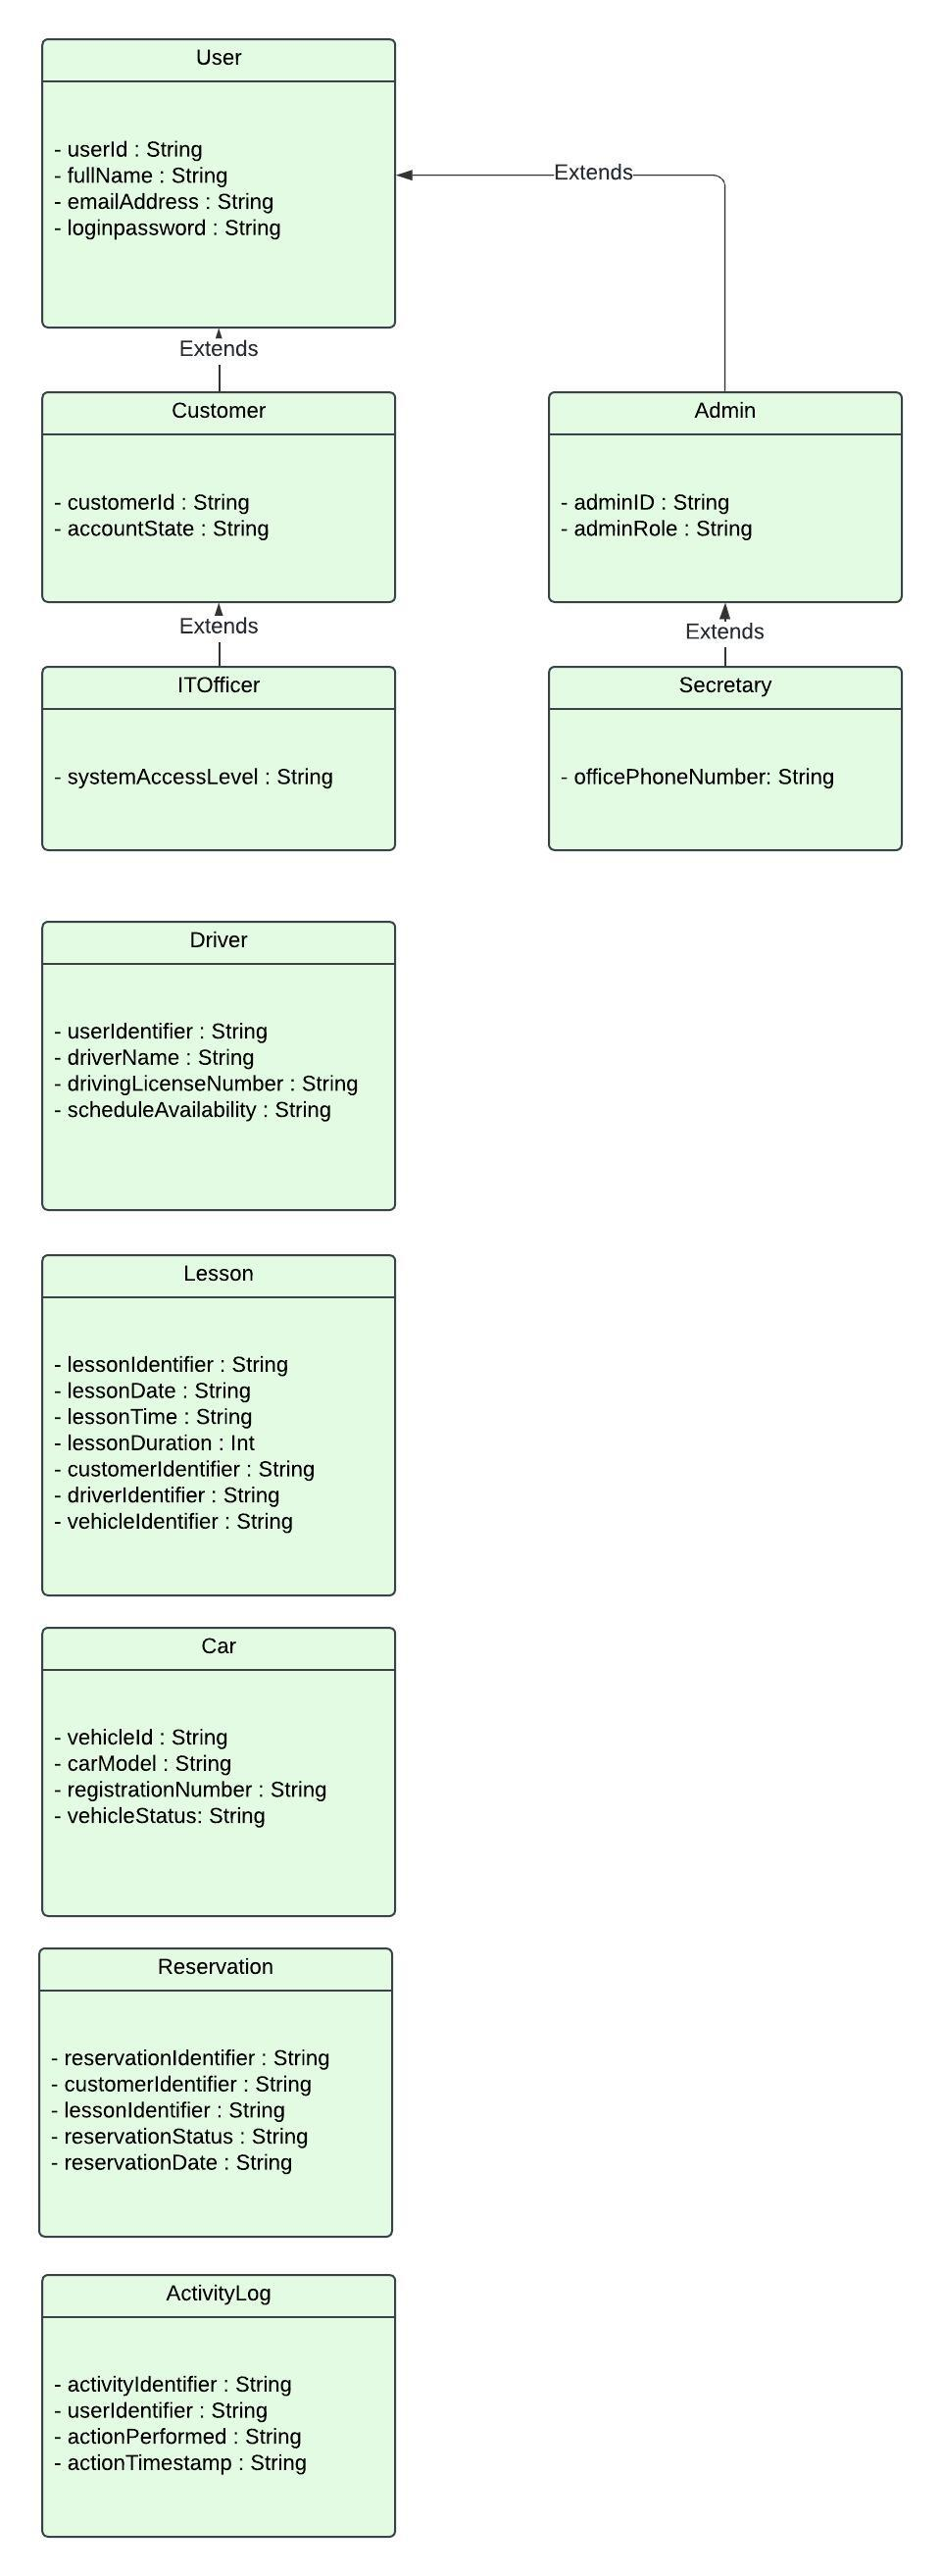 User
- userId : String
- fullName : String
- emailAddress : String
- loginpassword : String
Extends
Extends
Customer
- customerId : String
- accountState : String
Admin
- adminID : String
- adminRole : String
Extends
Extends
ITOfficer
- systemAccessLevel : String
Secretary
- officePhoneNumber: String
Driver
- userIdentifier : String
- driverName : String
- drivingLicenseNumber : String
- scheduleAvailability : String
Lesson
- lessonIdentifier : String
- lessonDate : String
- lessonTime : String
- lessonDuration : Int
- customerIdentifier : String
- driverIdentifier : String
- vehicleIdentifier : String
Car
- vehicleId : String
- carModel : String
- registrationNumber : String
- vehicleStatus: String
Reservation
- reservationIdentifier : String
- customerIdentifier : String
- lessonIdentifier : String
- reservationStatus : String
- reservationDate : String
ActivityLog
- activityIdentifier : String
- userIdentifier : String
- actionPerformed : String
- actionTimestamp : String